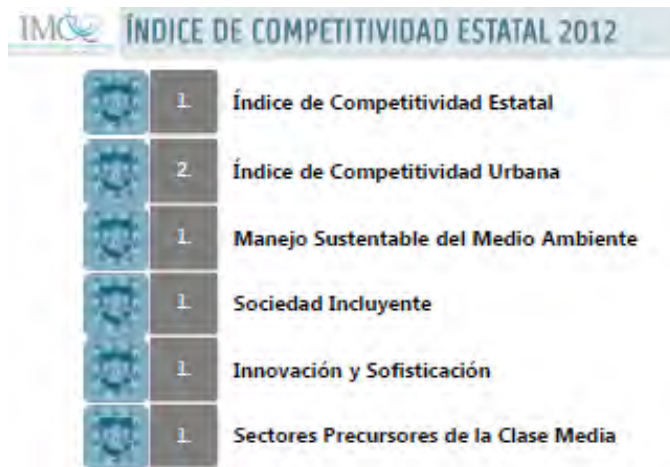 IMCO ÍNDICE DE COMPETITIVIDAD ESTATAL 2012
1. Índice de Competitividad Estatal
2. Índice de Competitividad Urbana
1. Manejo Sustentable del Medio Ambiente
1. Sociedad Incluyente
1. Innovación y Sofisticación
1. Sectores Precursores de la Clase Media